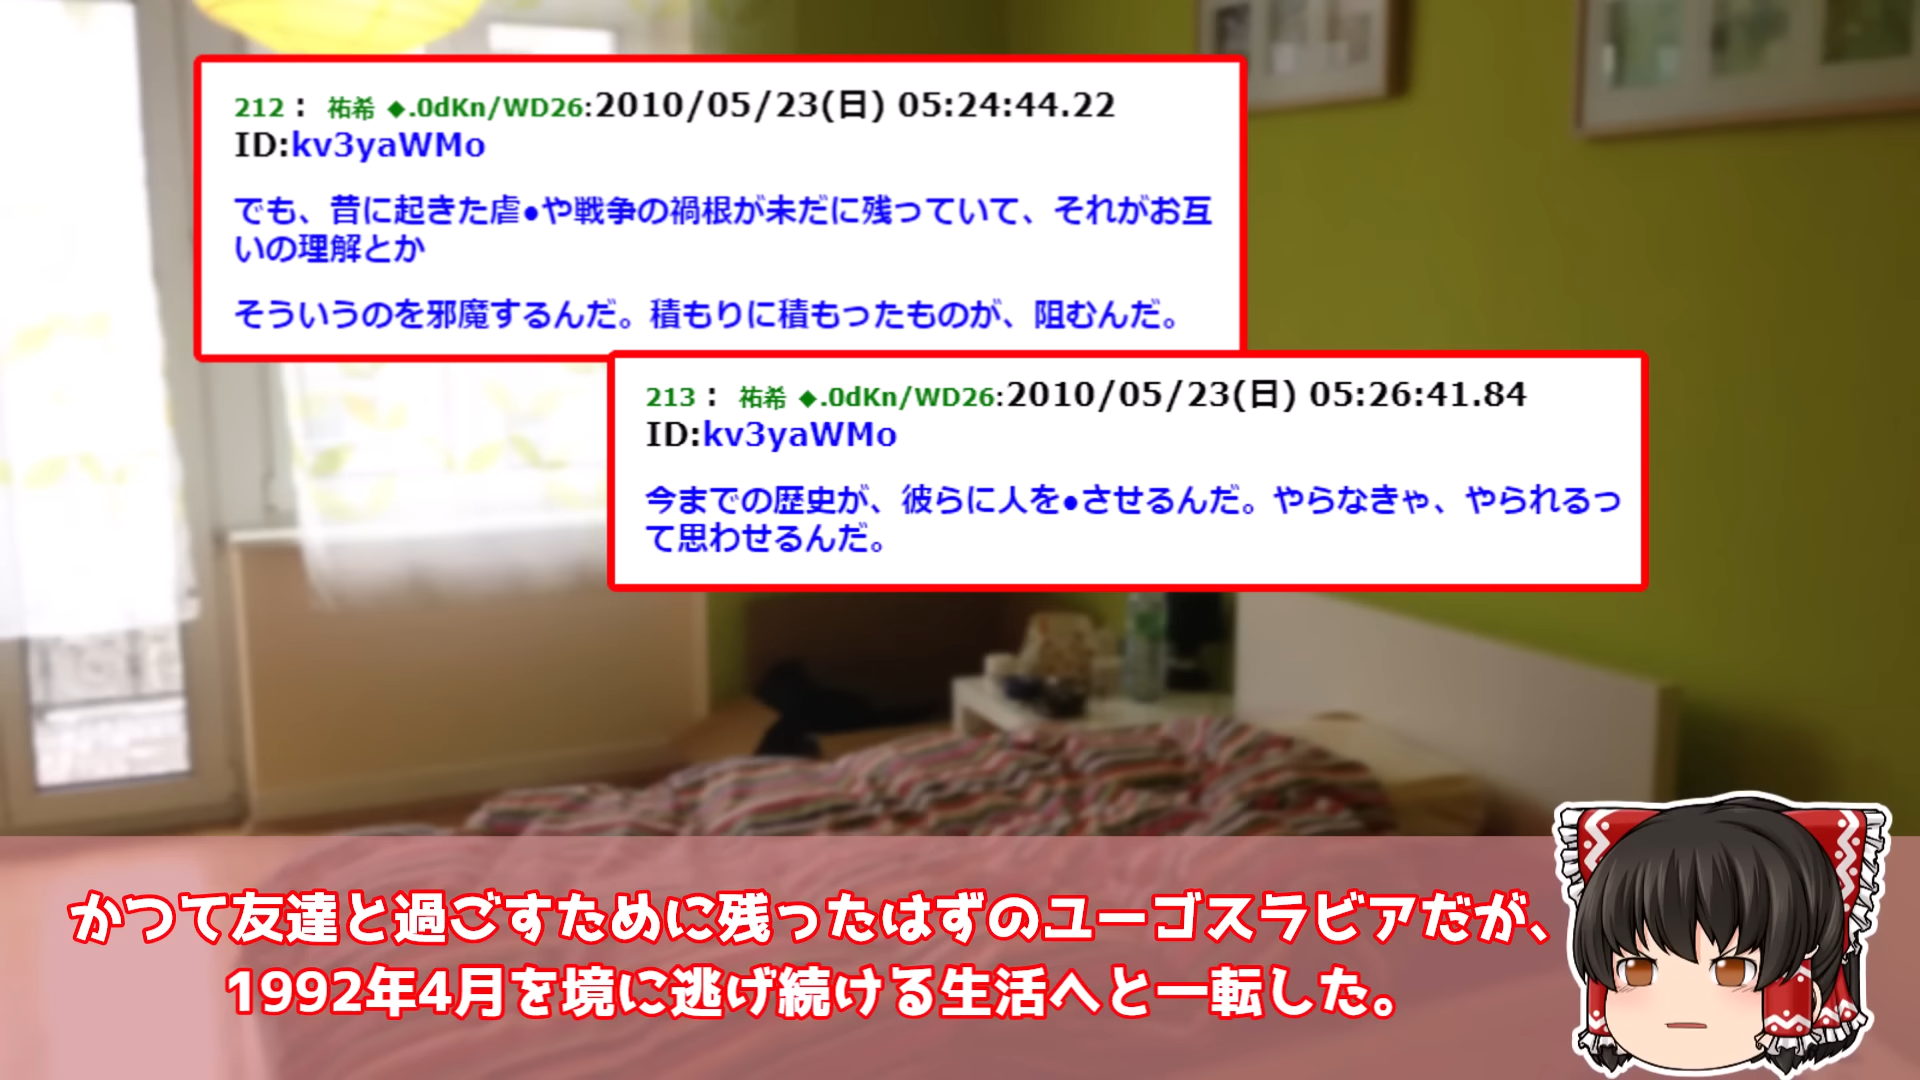 212： 祐希 ◆.0dKn/WD26:2010/05/23(日) 05:24:44.22
ID:kv3yaWMo
でも、昔に起きた虐●や戦争の禍根が未だに残っていて、それがお互
いの理解とか
そういうのを邪魔するんだ。積もりに積もったものが、阻むんだ。
213： 祐希 ◆.0dKn/WD26:2010/05/23(日) 05:26:41.84
ID:kv3yaWMo
今までの歴史が、彼らに人を●させるんだ。やらなきゃ、やられるっ
て思わせるんだ。
かつて友達と過ごすために残ったはずのユーゴスラビアだが、
1992年4月を境に逃げ続ける生活へと一転した。